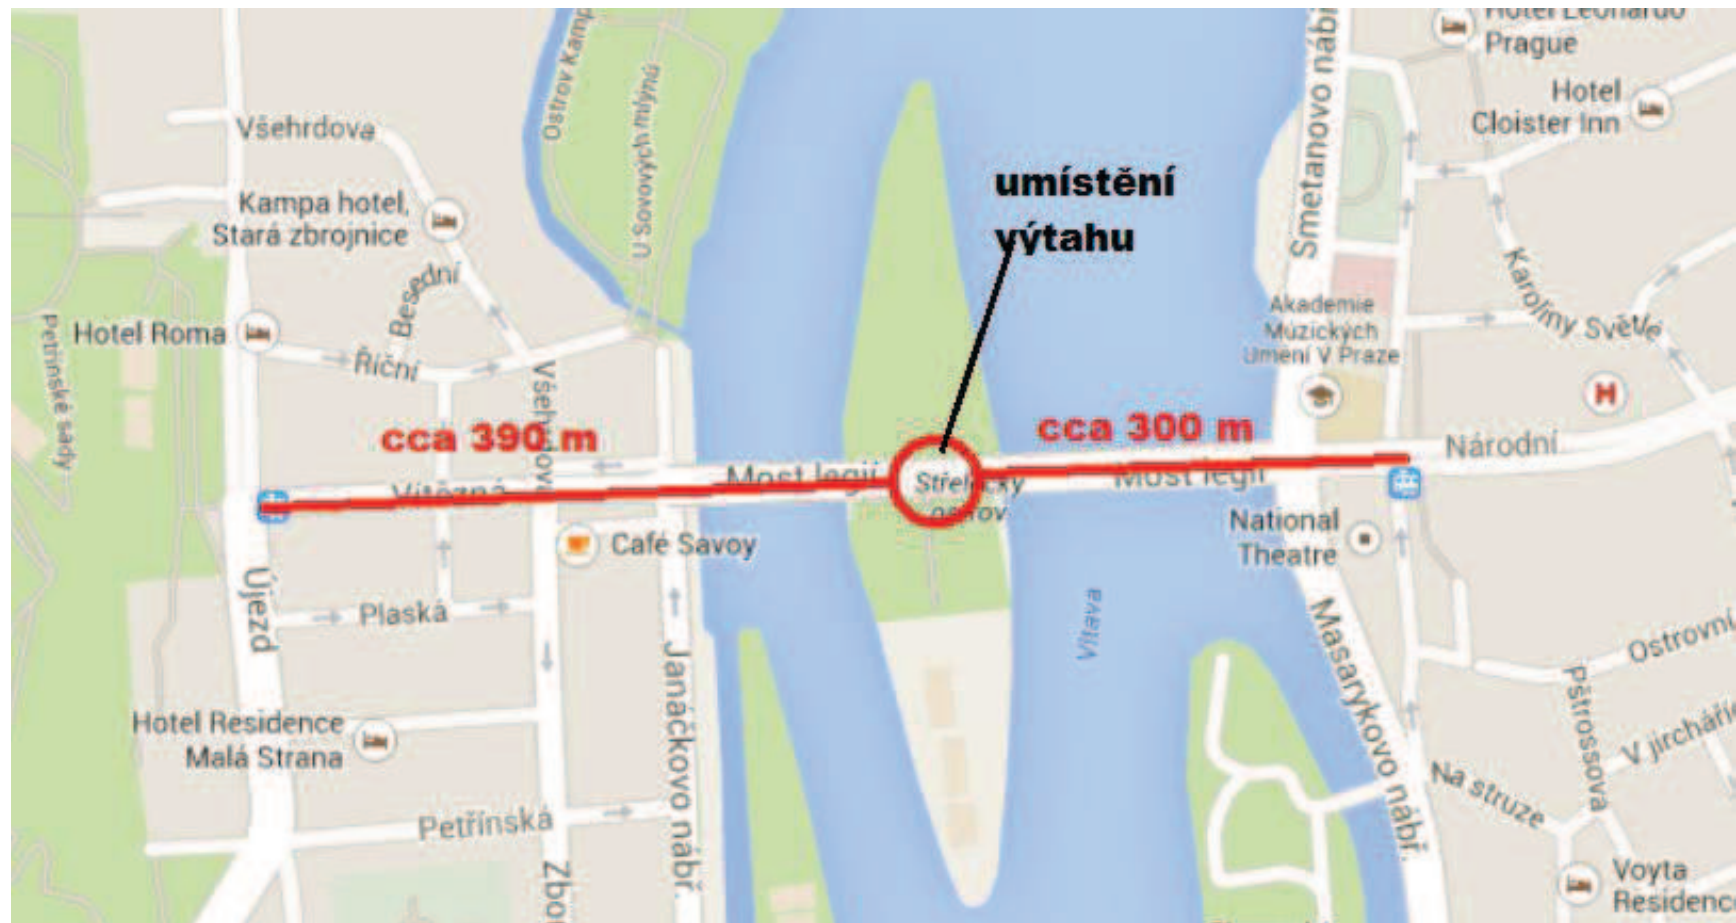 Hotel Leonardo
Prague
Hotel
Cloister Inn
Smetanovo nábř
Ostrov Kamp
U Sovových mlýnů
Všehrdova
umístění
výtahu
Kampa hotel,
Stará zbrojnice
Besední
Karoliny Světlé
Hotel Roma
Říční
Akademie
Múzických
Umění V Praze
Petřínské sady
Všehrdova
cca 390 m
cca 300 m
Národní
Most legií
Most legií
Vítězná
Střelecký
ostrov
National
Theatre
Café Savoy
Újezd
Plaská
Vltava
Masarykovo nábř.
Ostrovní
Janáčkovo nábř.
Pštrossova
V jirchářích
Hotel Residence
Malá Strana
Na struze
Petřínská
Zbo
Voyta
Residenc